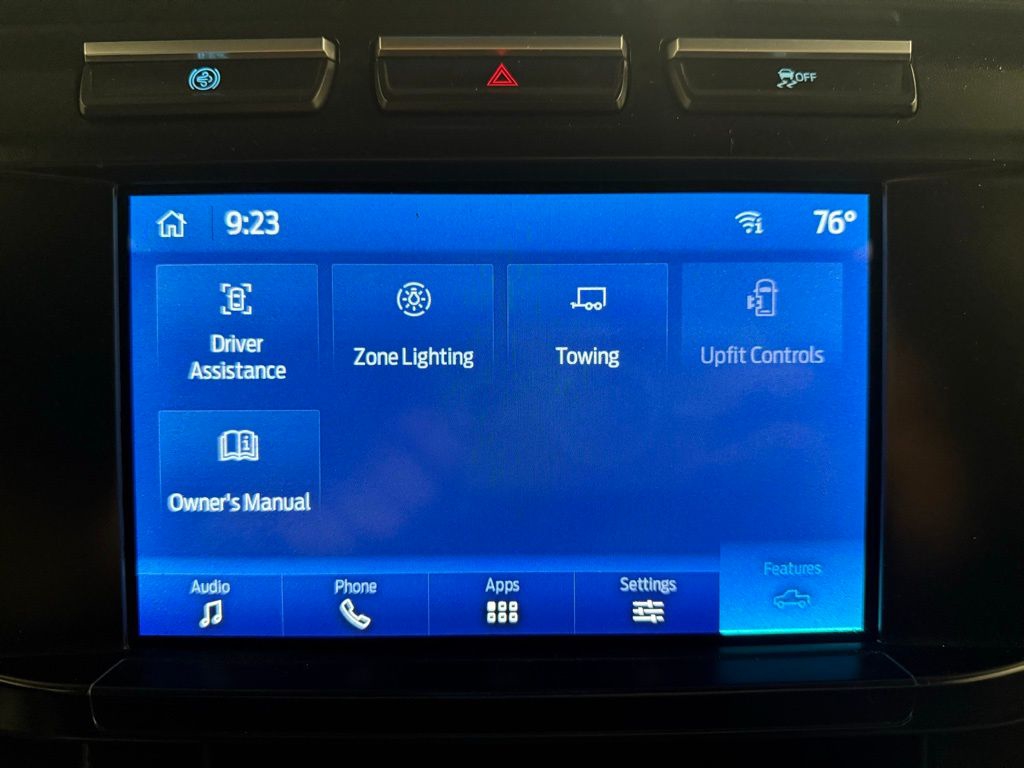 OFF
9:23
76°
Driver
Assistance
Zone Lighting
Towing
Upfit Controls
Owner's Manual
Audio
Phone
Apps
Settings
Features